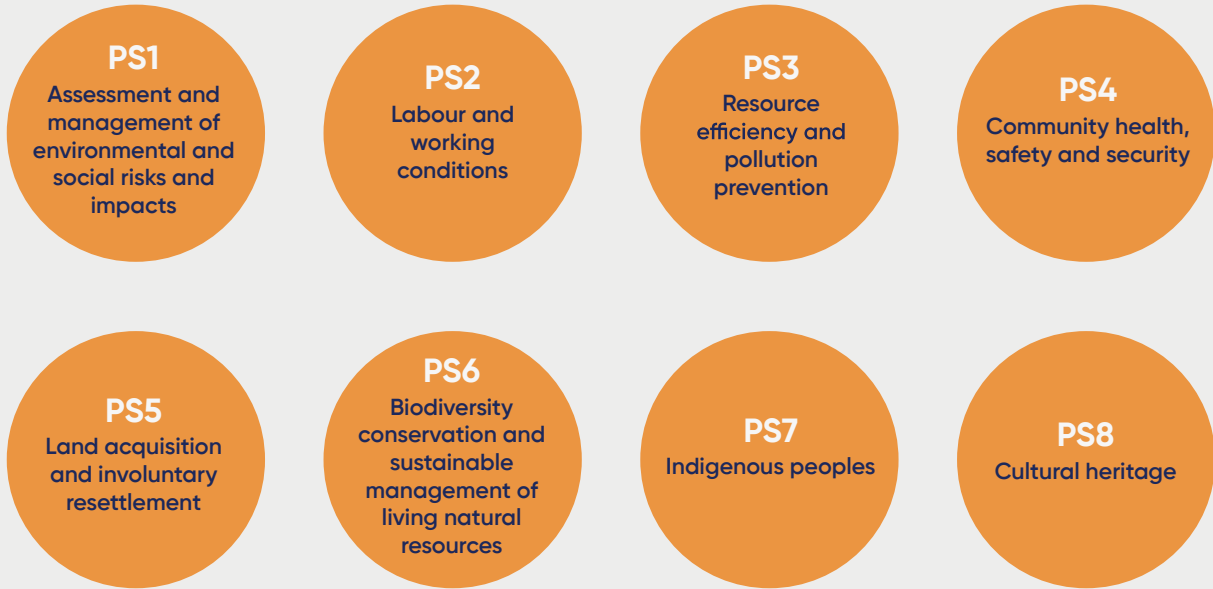 PS1
Assessment and
management of
environmental and
social risks and
impacts
PS2
Labour and
working
conditions
PS3
Resource
efficiency and
pollution
prevention
PS4
Community health,
safety and security
PS5
Land acquisition
and involuntary
resettlement
PS6
Biodiversity
conservation and
sustainable
management of
living natural
resources
PS7
Indigenous peoples
PS8
Cultural heritage